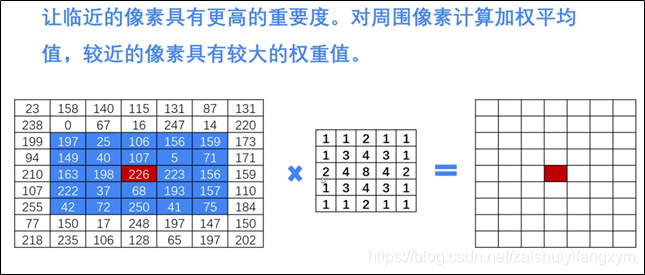 让临近的像素具有更高的重要度。对周围像素计算加权平均
值，较近的像素具有较大的权重值。
23 158 140 115 131 87 131
238 0 67 16 247 14 220
199 197 25 106 156 159 173
94 149 40 107 5 71 171
210 163 198 226 223 156 159
107 222 37 68 193 157 110
255 42 72 250 41 75 184
77 150 17 248 197 147 150
218 235 106 128 65 197 202
×
1 1 2 1 1
1 3 4 3 1
2 4 8 4 2
1 3 4 3 1
1 1 2 1 1
=
https://blog.csdn.net/zaishuiyifangxym